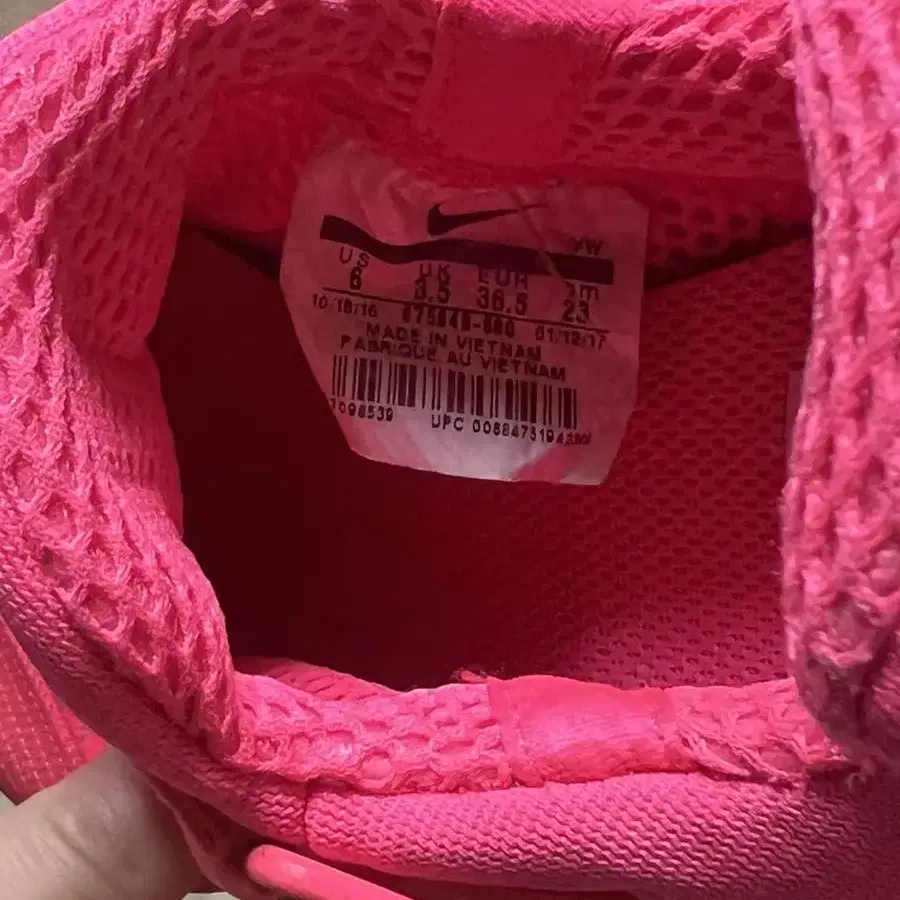 VW
US UK EUR cm
6 3.5 36.5 23
10/18/16 01/12/17
MADE IN VIETNAM
FABRIQUE AU VIETNAM
UPC